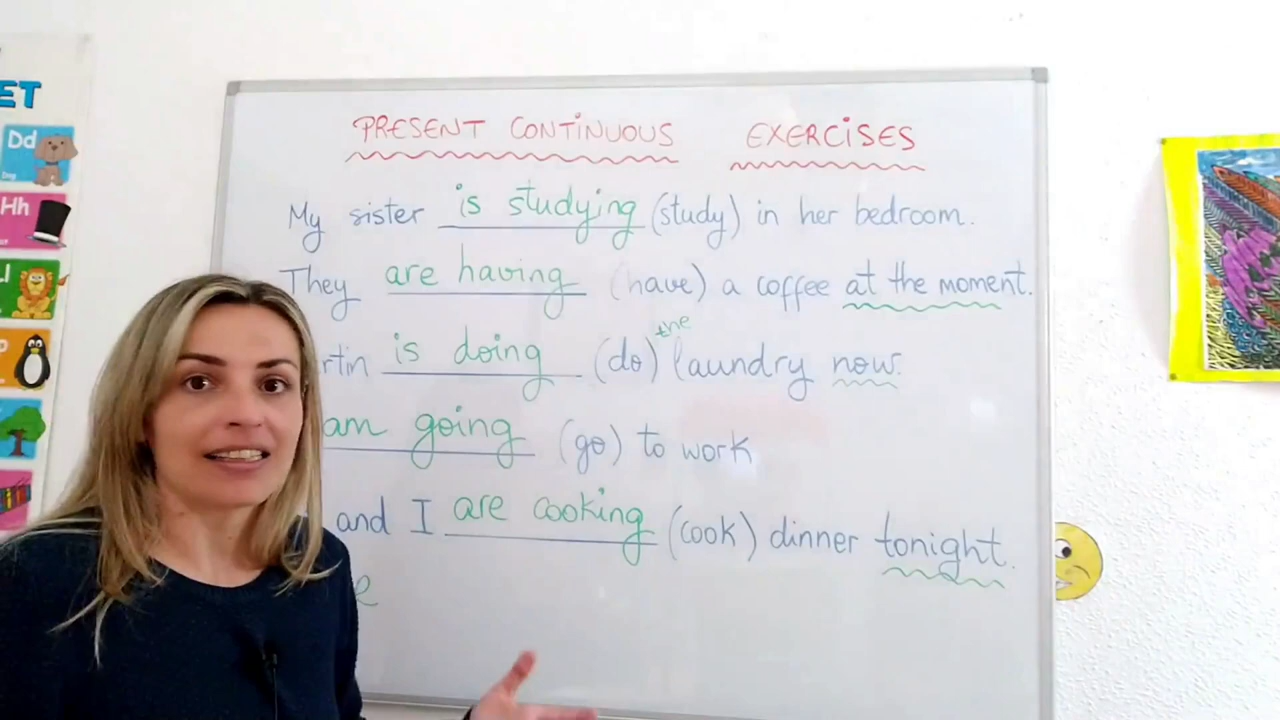 ET
Dd
Hh
PRESENT CONTINUOUS EXERCISES
My sister is studying (study) in her bedroom.
They are having (have) a coffee at the moment.
rtin is doing (do) the laundry now.
am going (go) to work
and I are cooking (cook) dinner tonight.